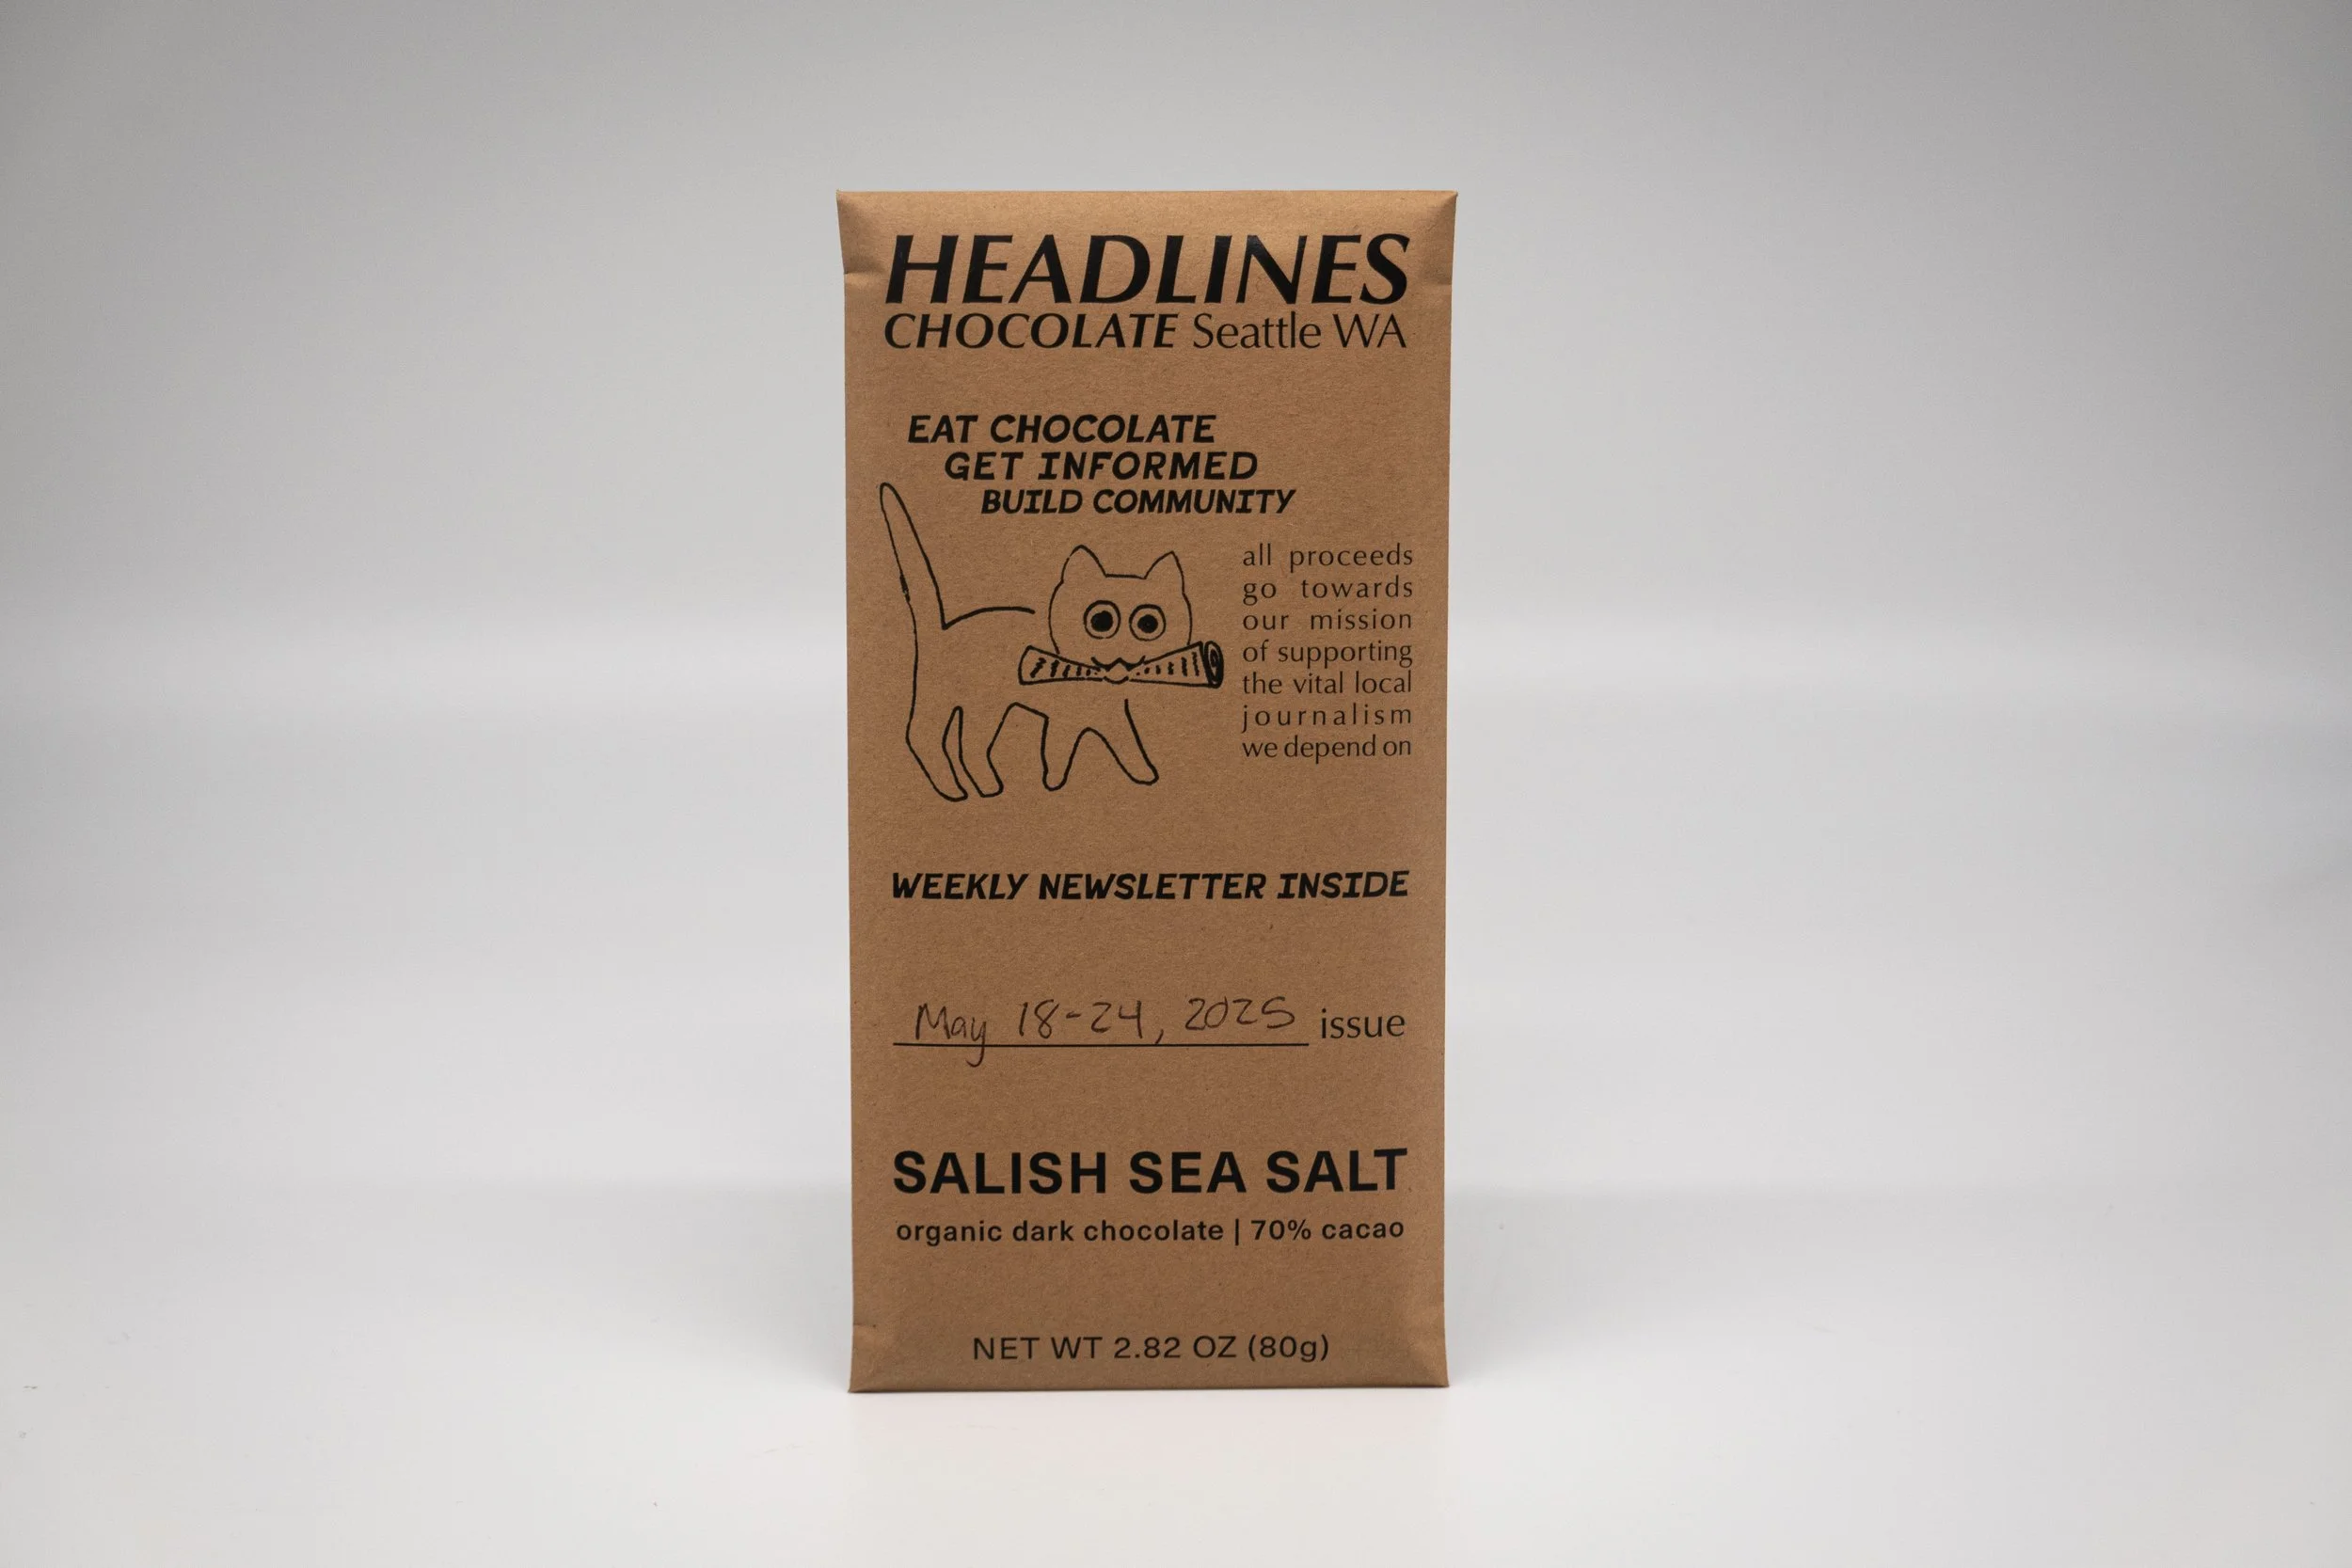 HEADLINES
CHOCOLATE Seattle WA
EAT CHOCOLATE
GET INFORMED
BUILD COMMUNITY
all proceeds
go towards
our mission
of supporting
the vital local
journalism
we depend on
WEEKLY NEWSLETTER INSIDE
May 18-24, 2025 issue
SALISH SEA SALT
organic dark chocolate | 70% cacao
NET WT 2.82 OZ (80g)